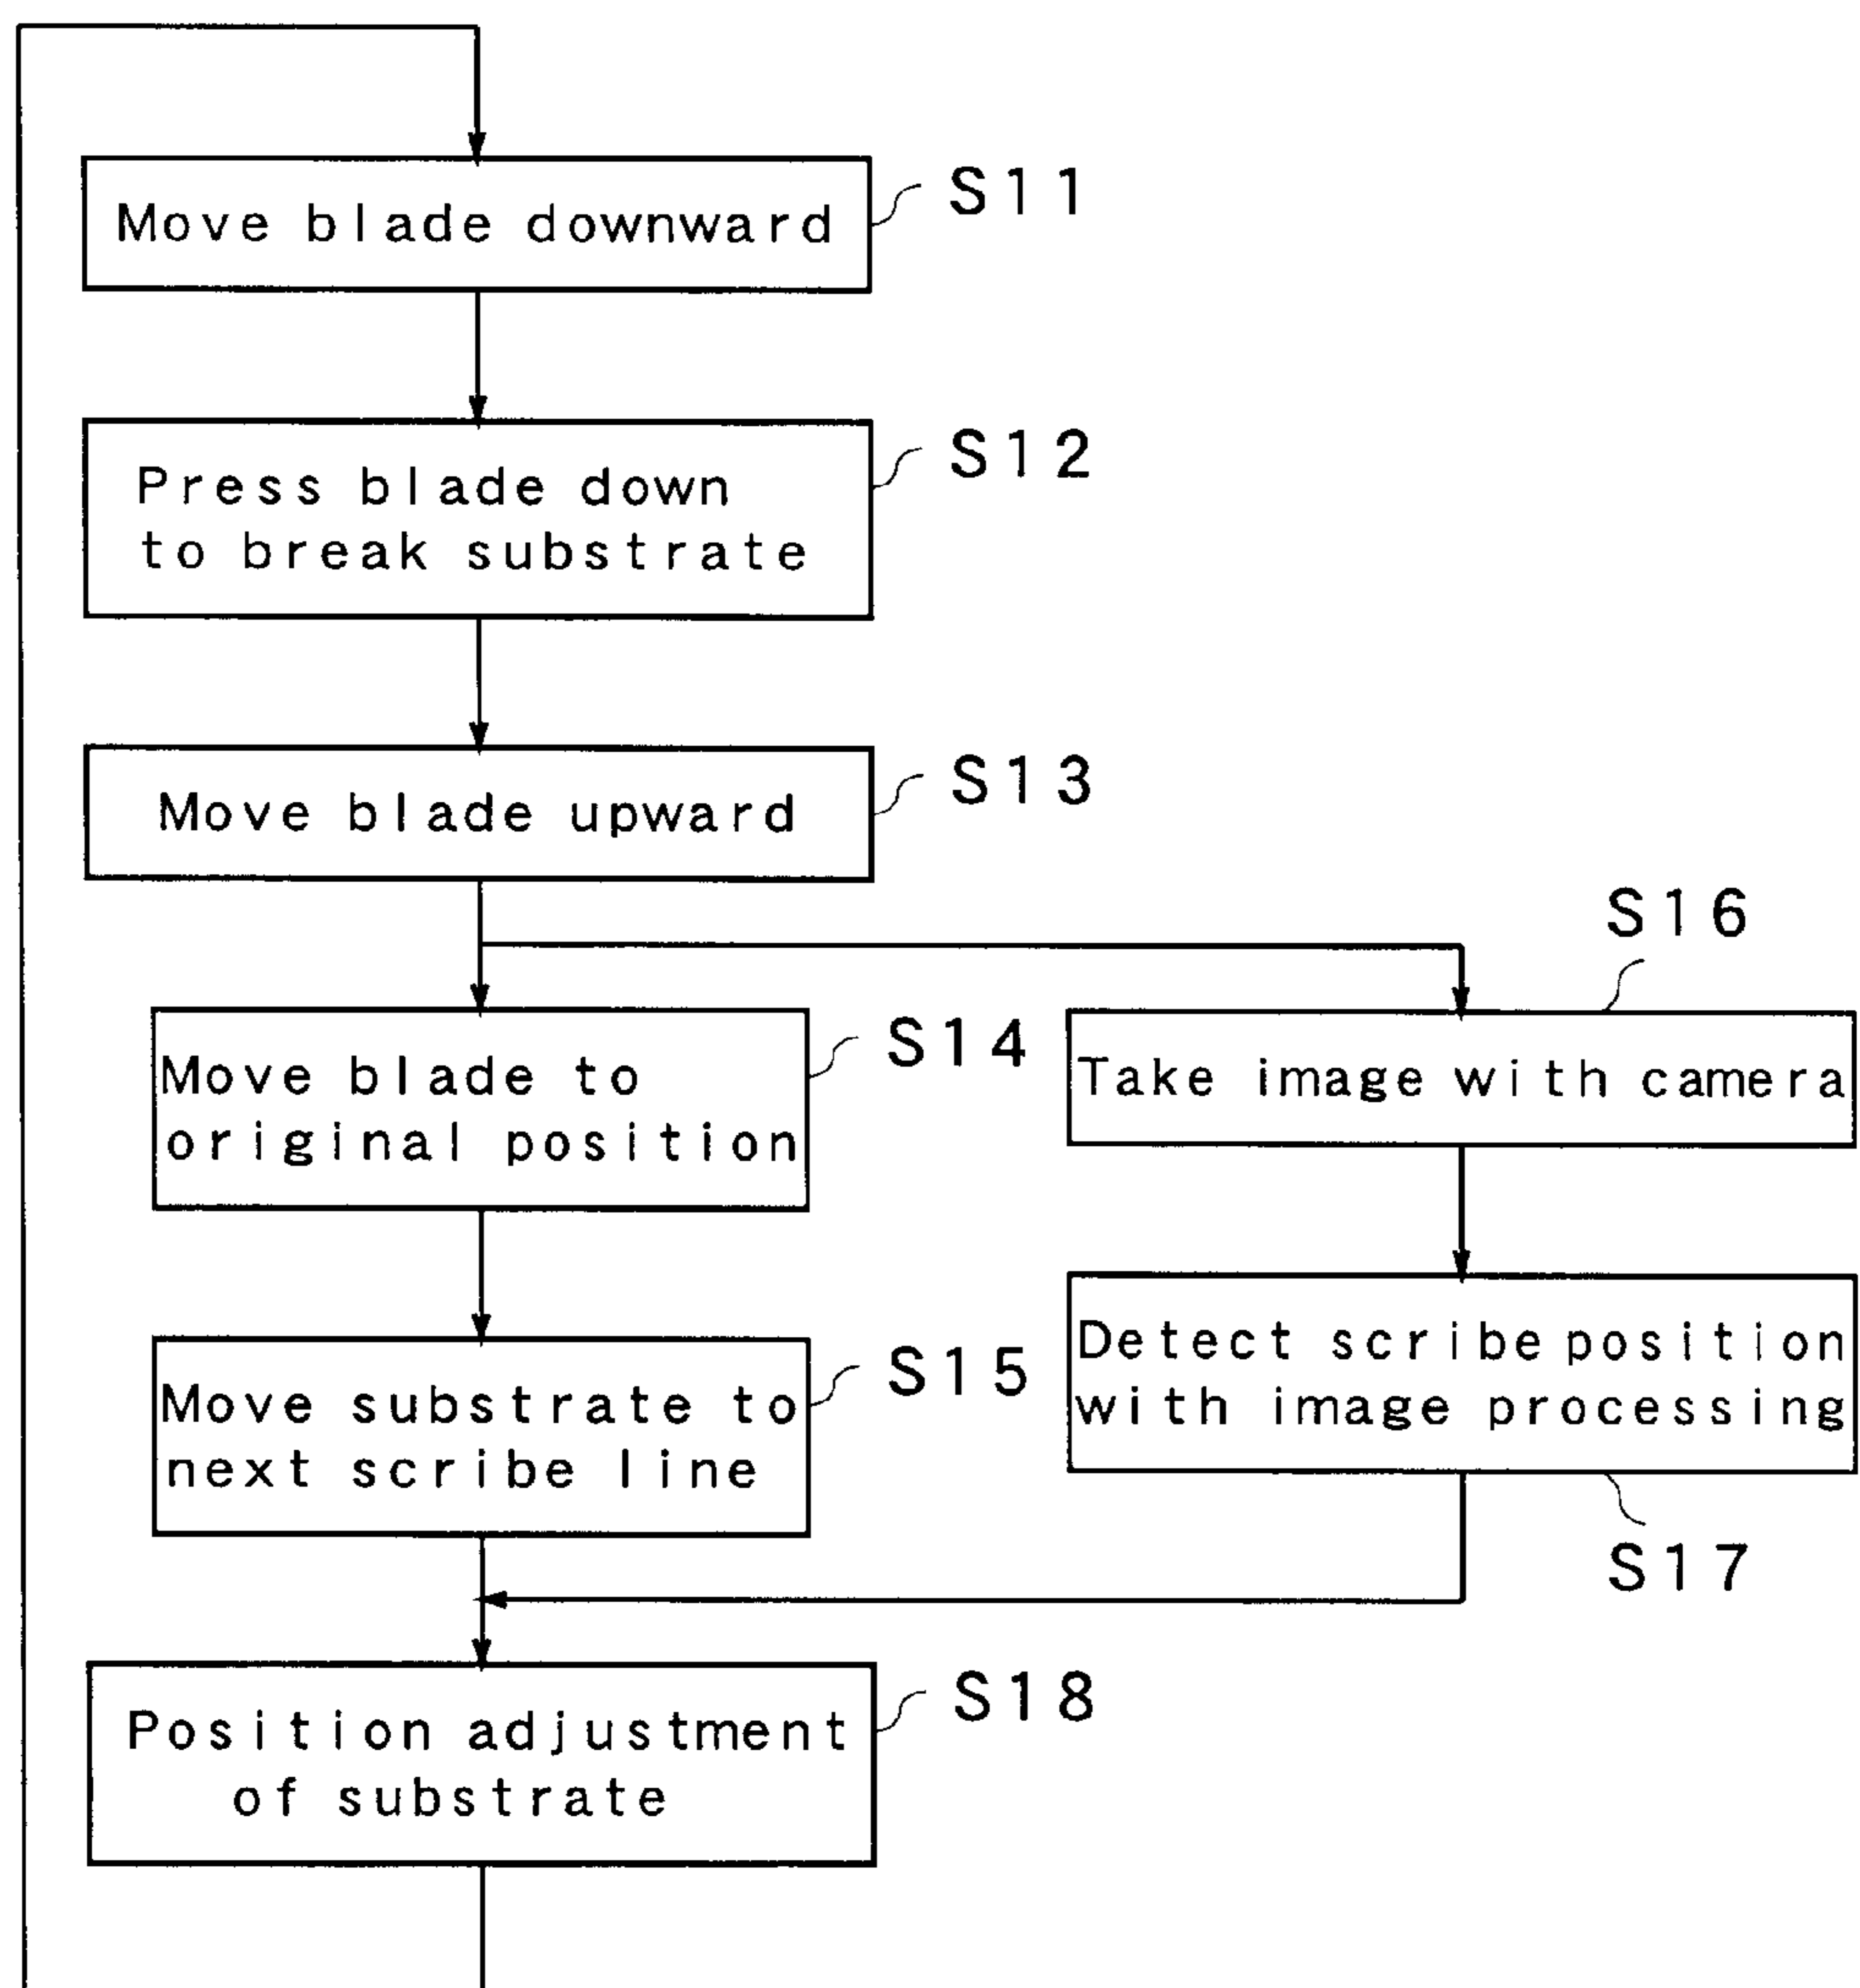 Move blade downward
S11
Press blade down
to break substrate
S12
Move blade upward
S13
Move blade to
original position
S14
Move substrate to
next scribe line
S15
S16
Take image with camera
Detect scribe position
with image processing
S17
Position adjustment
of substrate
S18